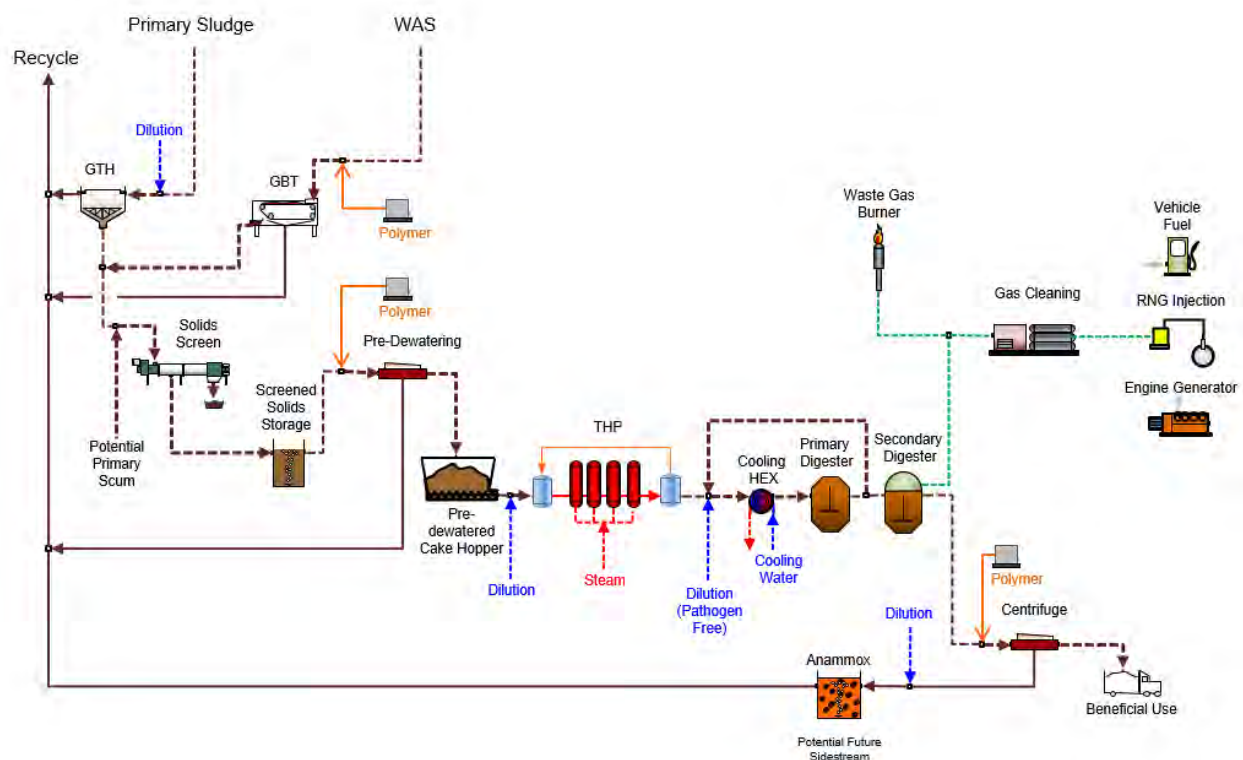 Primary Sludge
WAS
Recycle
Dilution
GTH
GBT
Polymer
Waste Gas
Burner
Vehicle
Fuel
Gas Cleaning
RNG Injection
Polymer
Solids
Screen
Pre-Dewatering
Engine Generator
Screened
Solids
Storage
THP
Potential
Primary
Scum
Cooling
HEX
Primary
Digester
Secondary
Digester
Pre-
dewatered
Cake Hopper
Dilution
Steam
Cooling
Water
Dilution
(Pathogen
Free)
Polymer
Centrifuge
Dilution
Anammox
Beneficial Use
Potential Future
Sidestream